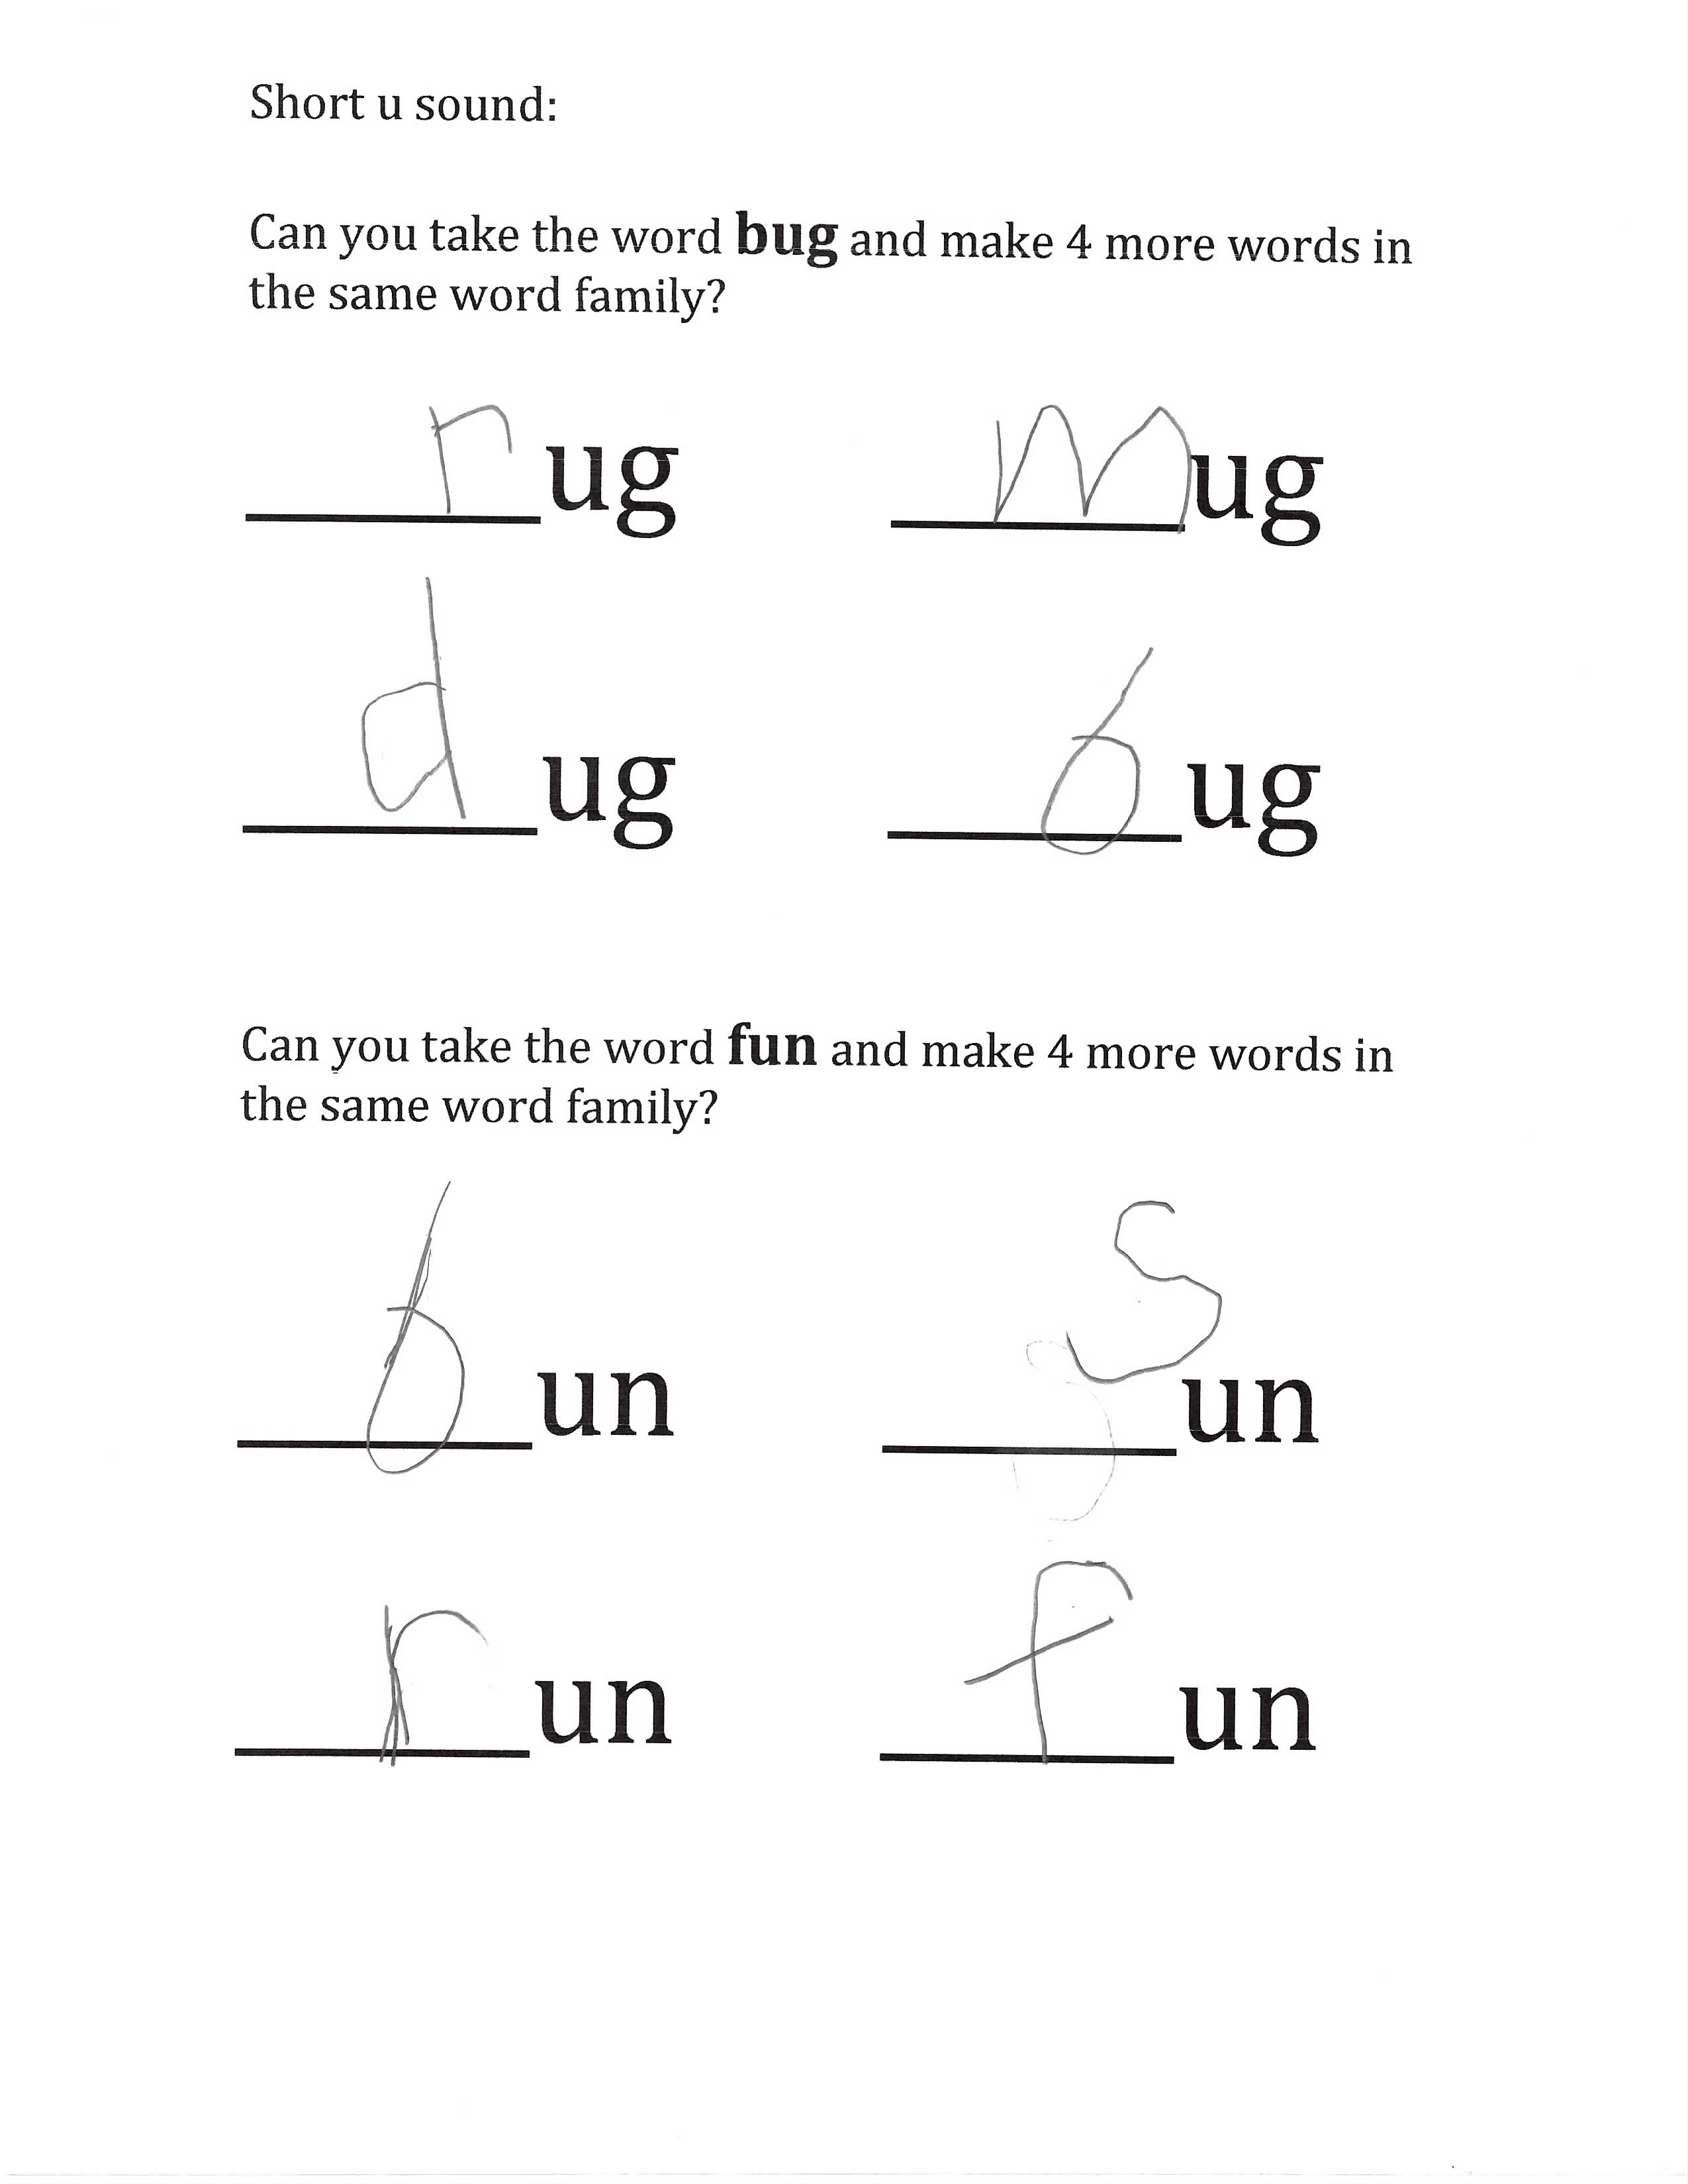 Short u sound:
Can you take the word bug and make 4 more words in
the same word family?
rug mug
dug bug
Can you take the word fun and make 4 more words in
the same word family?
bun sun
run fun